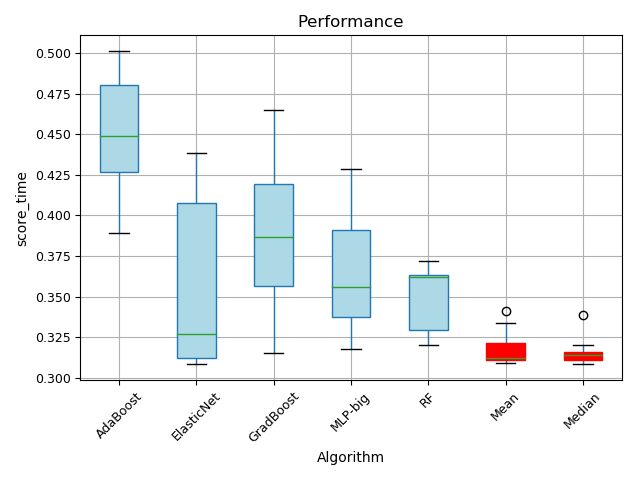 Performance
0.500
0.475
0.450
0.425
0.400
0.375
0.350
0.325
0.300
score_time
AdaBoost
ElasticNet
GradBoost
MLP-big
RF
Mean
Median
Algorithm